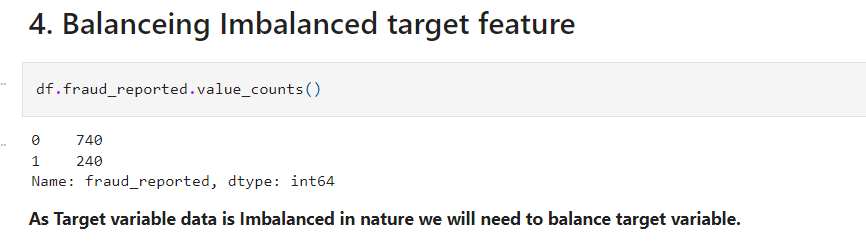 4. Balanceing Imbalanced target feature
df.fraud_reported.value_counts()
0    740
1    240
Name: fraud_reported, dtype: int64
As Target variable data is Imbalanced in nature we will need to balance target variable.